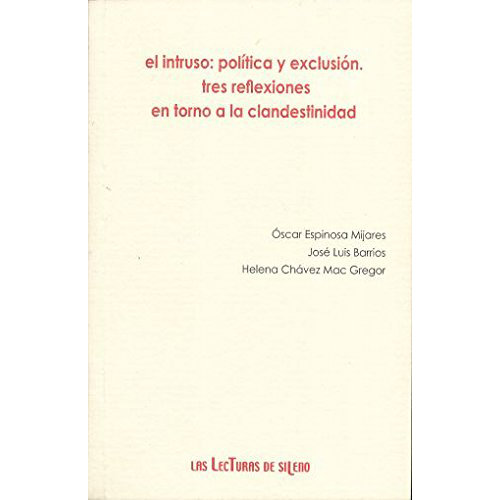 el intruso: política y exclusión.
tres reflexiones
en torno a la clandestinidad
Óscar Espinosa Mijares
José Luis Barrios
Helena Chávez Mac Gregor
LAS LECTURAS DE SILENO